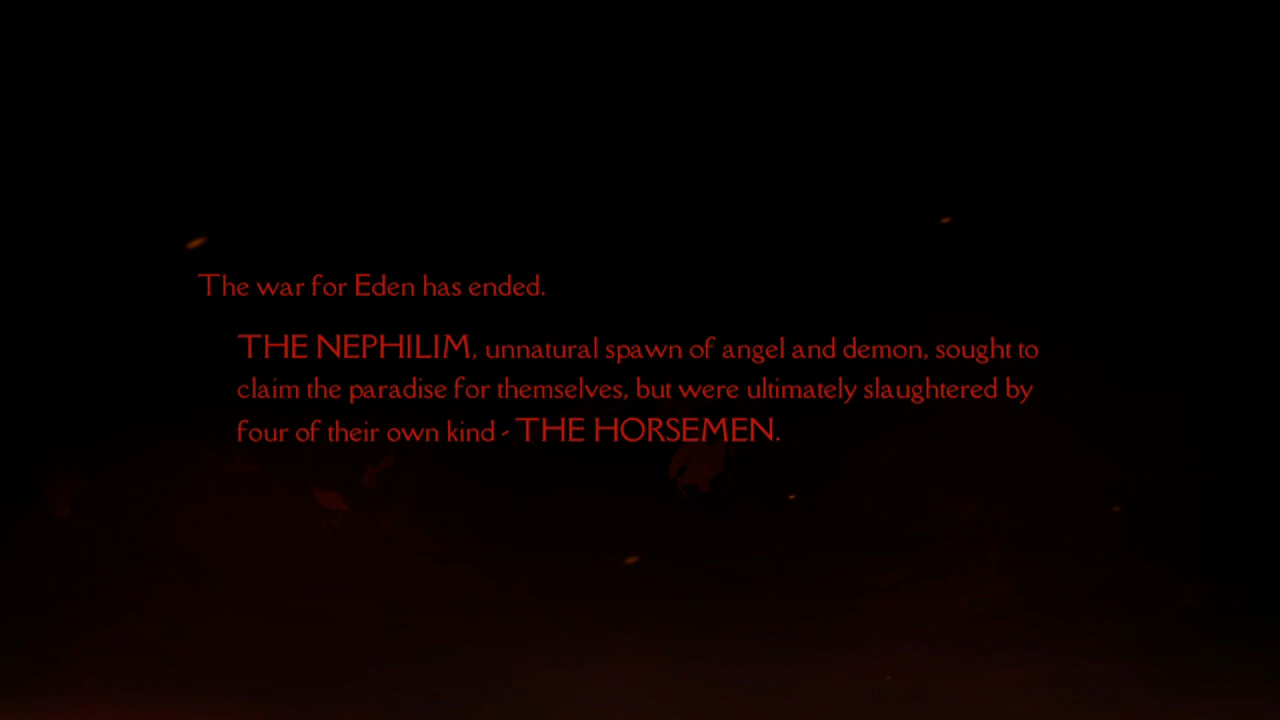 The war for Eden has ended.
THE NEPHILIM, unnatural spawn of angel and demon, sought to
claim the paradise for themselves, but were ultimately slaughtered by
four of their own kind - THE HORSEMEN.